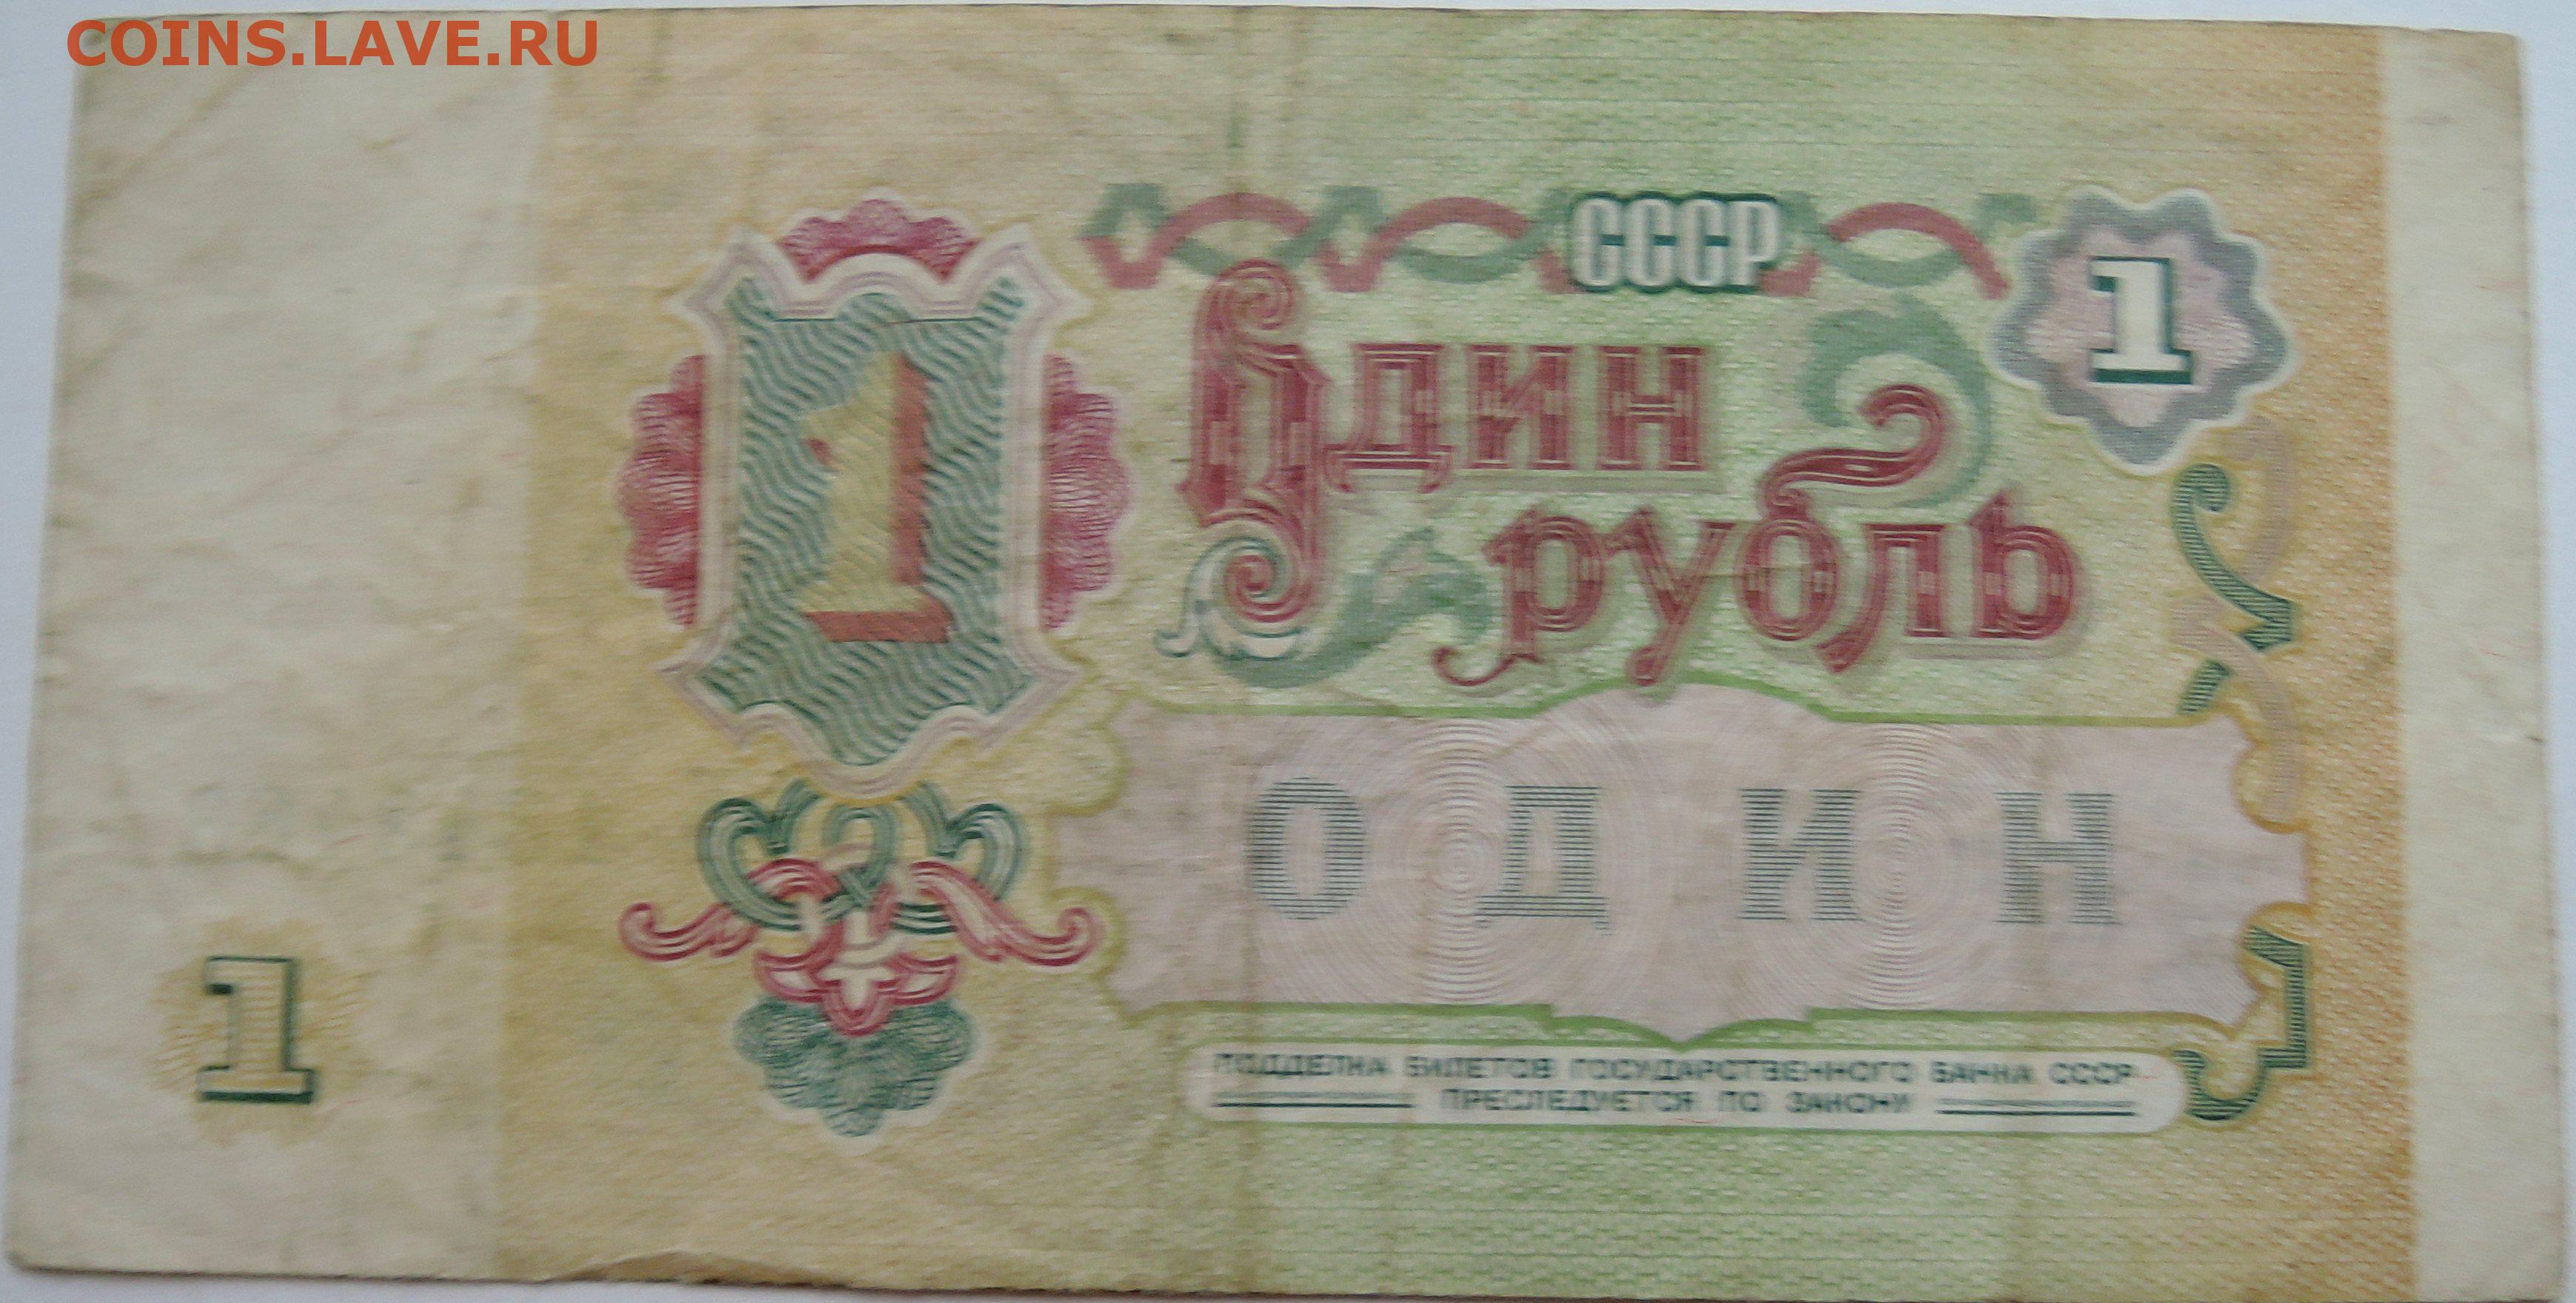 COINS.LAVE.RU
СССР
1
1
Один
рубль
ОДИН
ПОДДЕЛКА БИЛЕТОВ ГОСУДАРСТВЕННОГО БАНКА СССР
ПРЕСЛЕДУЕТСЯ ПО ЗАКОНУ
1